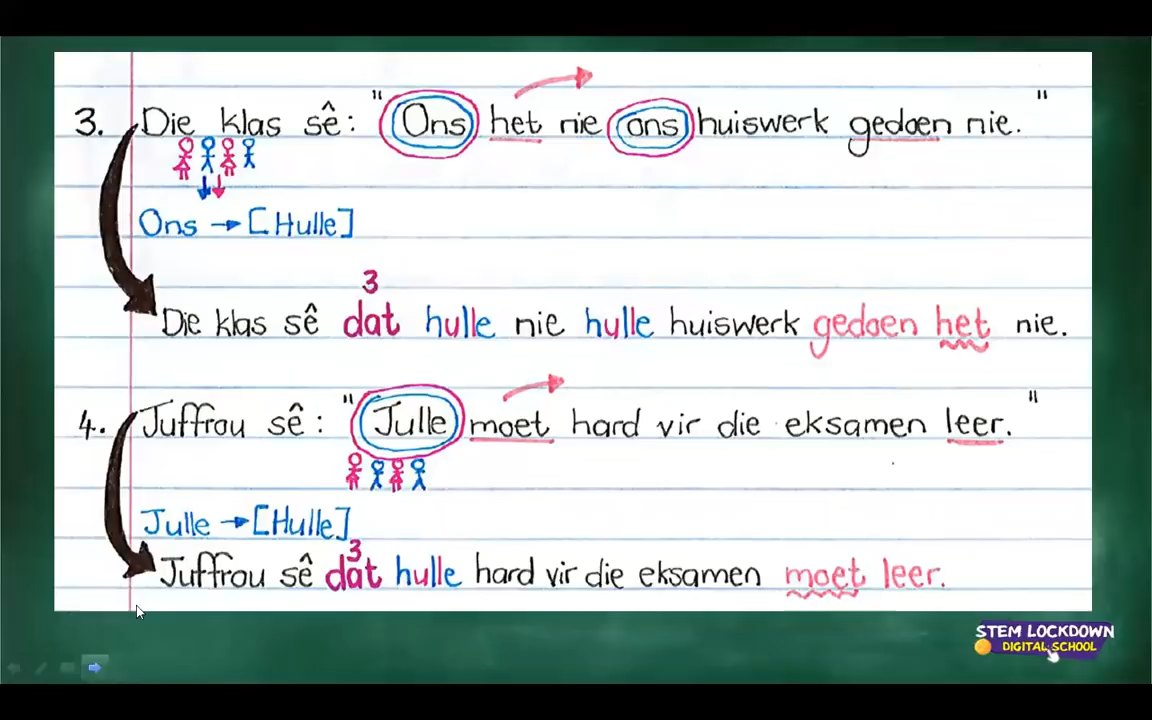 3. Die klas sê: "Ons het nie ons huiswerk gedoen nie."
Ons → [Hulle]
3
Die klas sê dat hulle nie hulle huiswerk gedoen het nie.
4. Juffrou sê: "Julle moet hard vir die eksamen leer."
Julle → [Hulle]
3
Juffrou sê dat hulle hard vir die eksamen moet leer.
STEM LOCKDOWN
DIGITAL SCHOOL